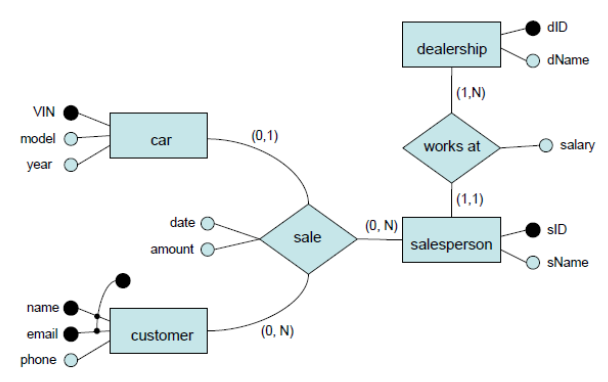 dID
dealership
dName
(1,N)
VIN
model
year
car
(0,1)
works at
salary
(1,1)
date
amount
sale
(0, N)
salesperson
sID
sName
name
email
phone
customer
(0, N)